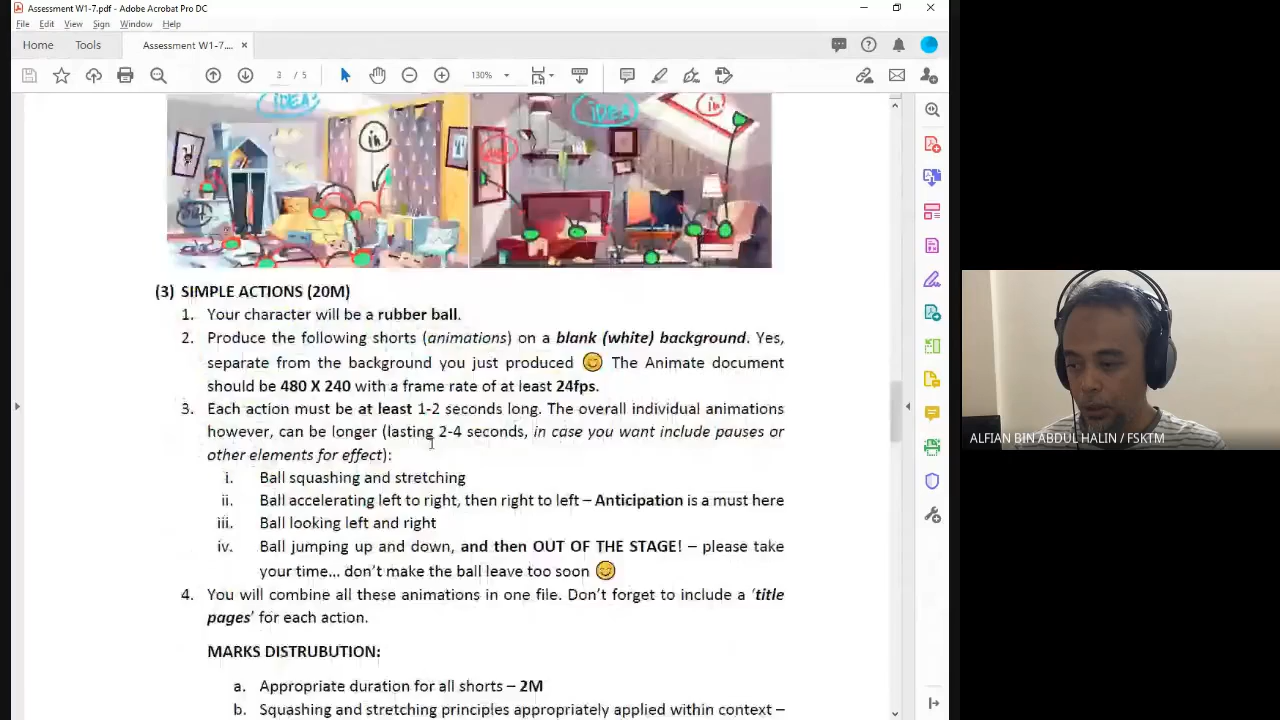 Assessment W1-7.pdf - Adobe Acrobat Pro DC
File Edit View Sign Window Help
Home Tools Assessment W1-7.... ×
3 / 5 130%
IDEA
in
IDEA
in
(3) SIMPLE ACTIONS (20M)
1. Your character will be a rubber ball.
2. Produce the following shorts (animations) on a blank (white) background. Yes,
separate from the background you just produced 😊 The Animate document
should be 480 X 240 with a frame rate of at least 24fps.
3. Each action must be at least 1-2 seconds long. The overall individual animations
however, can be longer (lasting 2-4 seconds, in case you want include pauses or
other elements for effect):
i. Ball squashing and stretching
ii. Ball accelerating left to right, then right to left – Anticipation is a must here
iii. Ball looking left and right
iv. Ball jumping up and down, and then OUT OF THE STAGE! – please take
your time... don't make the ball leave too soon 😊
4. You will combine all these animations in one file. Don't forget to include a 'title
pages' for each action.
MARKS DISTRUBUTION:
a. Appropriate duration for all shorts – 2M
b. Squashing and stretching principles appropriately applied within context –
ALFIAN BIN ABDUL HALIN / FSKTM